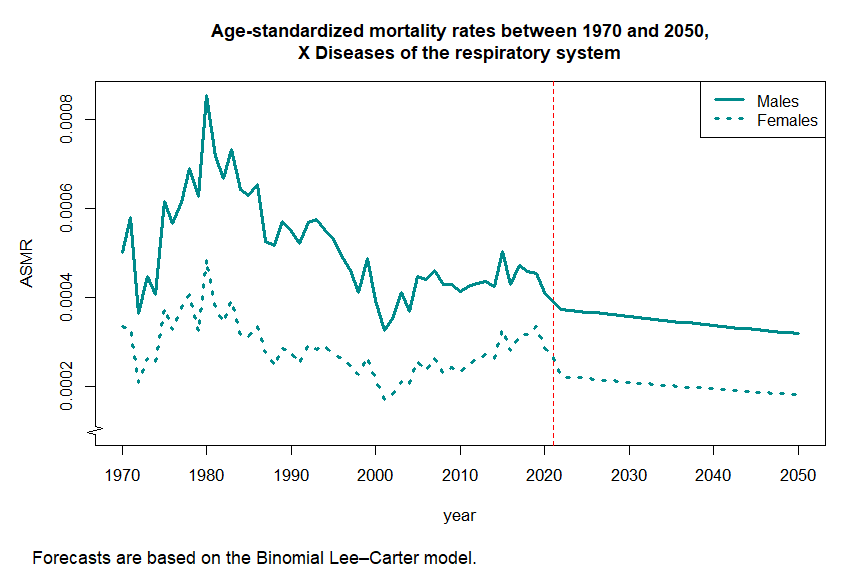 Age-standardized mortality rates between 1970 and 2050,
X Diseases of the respiratory system
Males
Females
ASMR
0.0008
0.0006
0.0004
0.0002
1970 1980 1990 2000 2010 2020 2030 2040 2050
year
Forecasts are based on the Binomial Lee–Carter model.